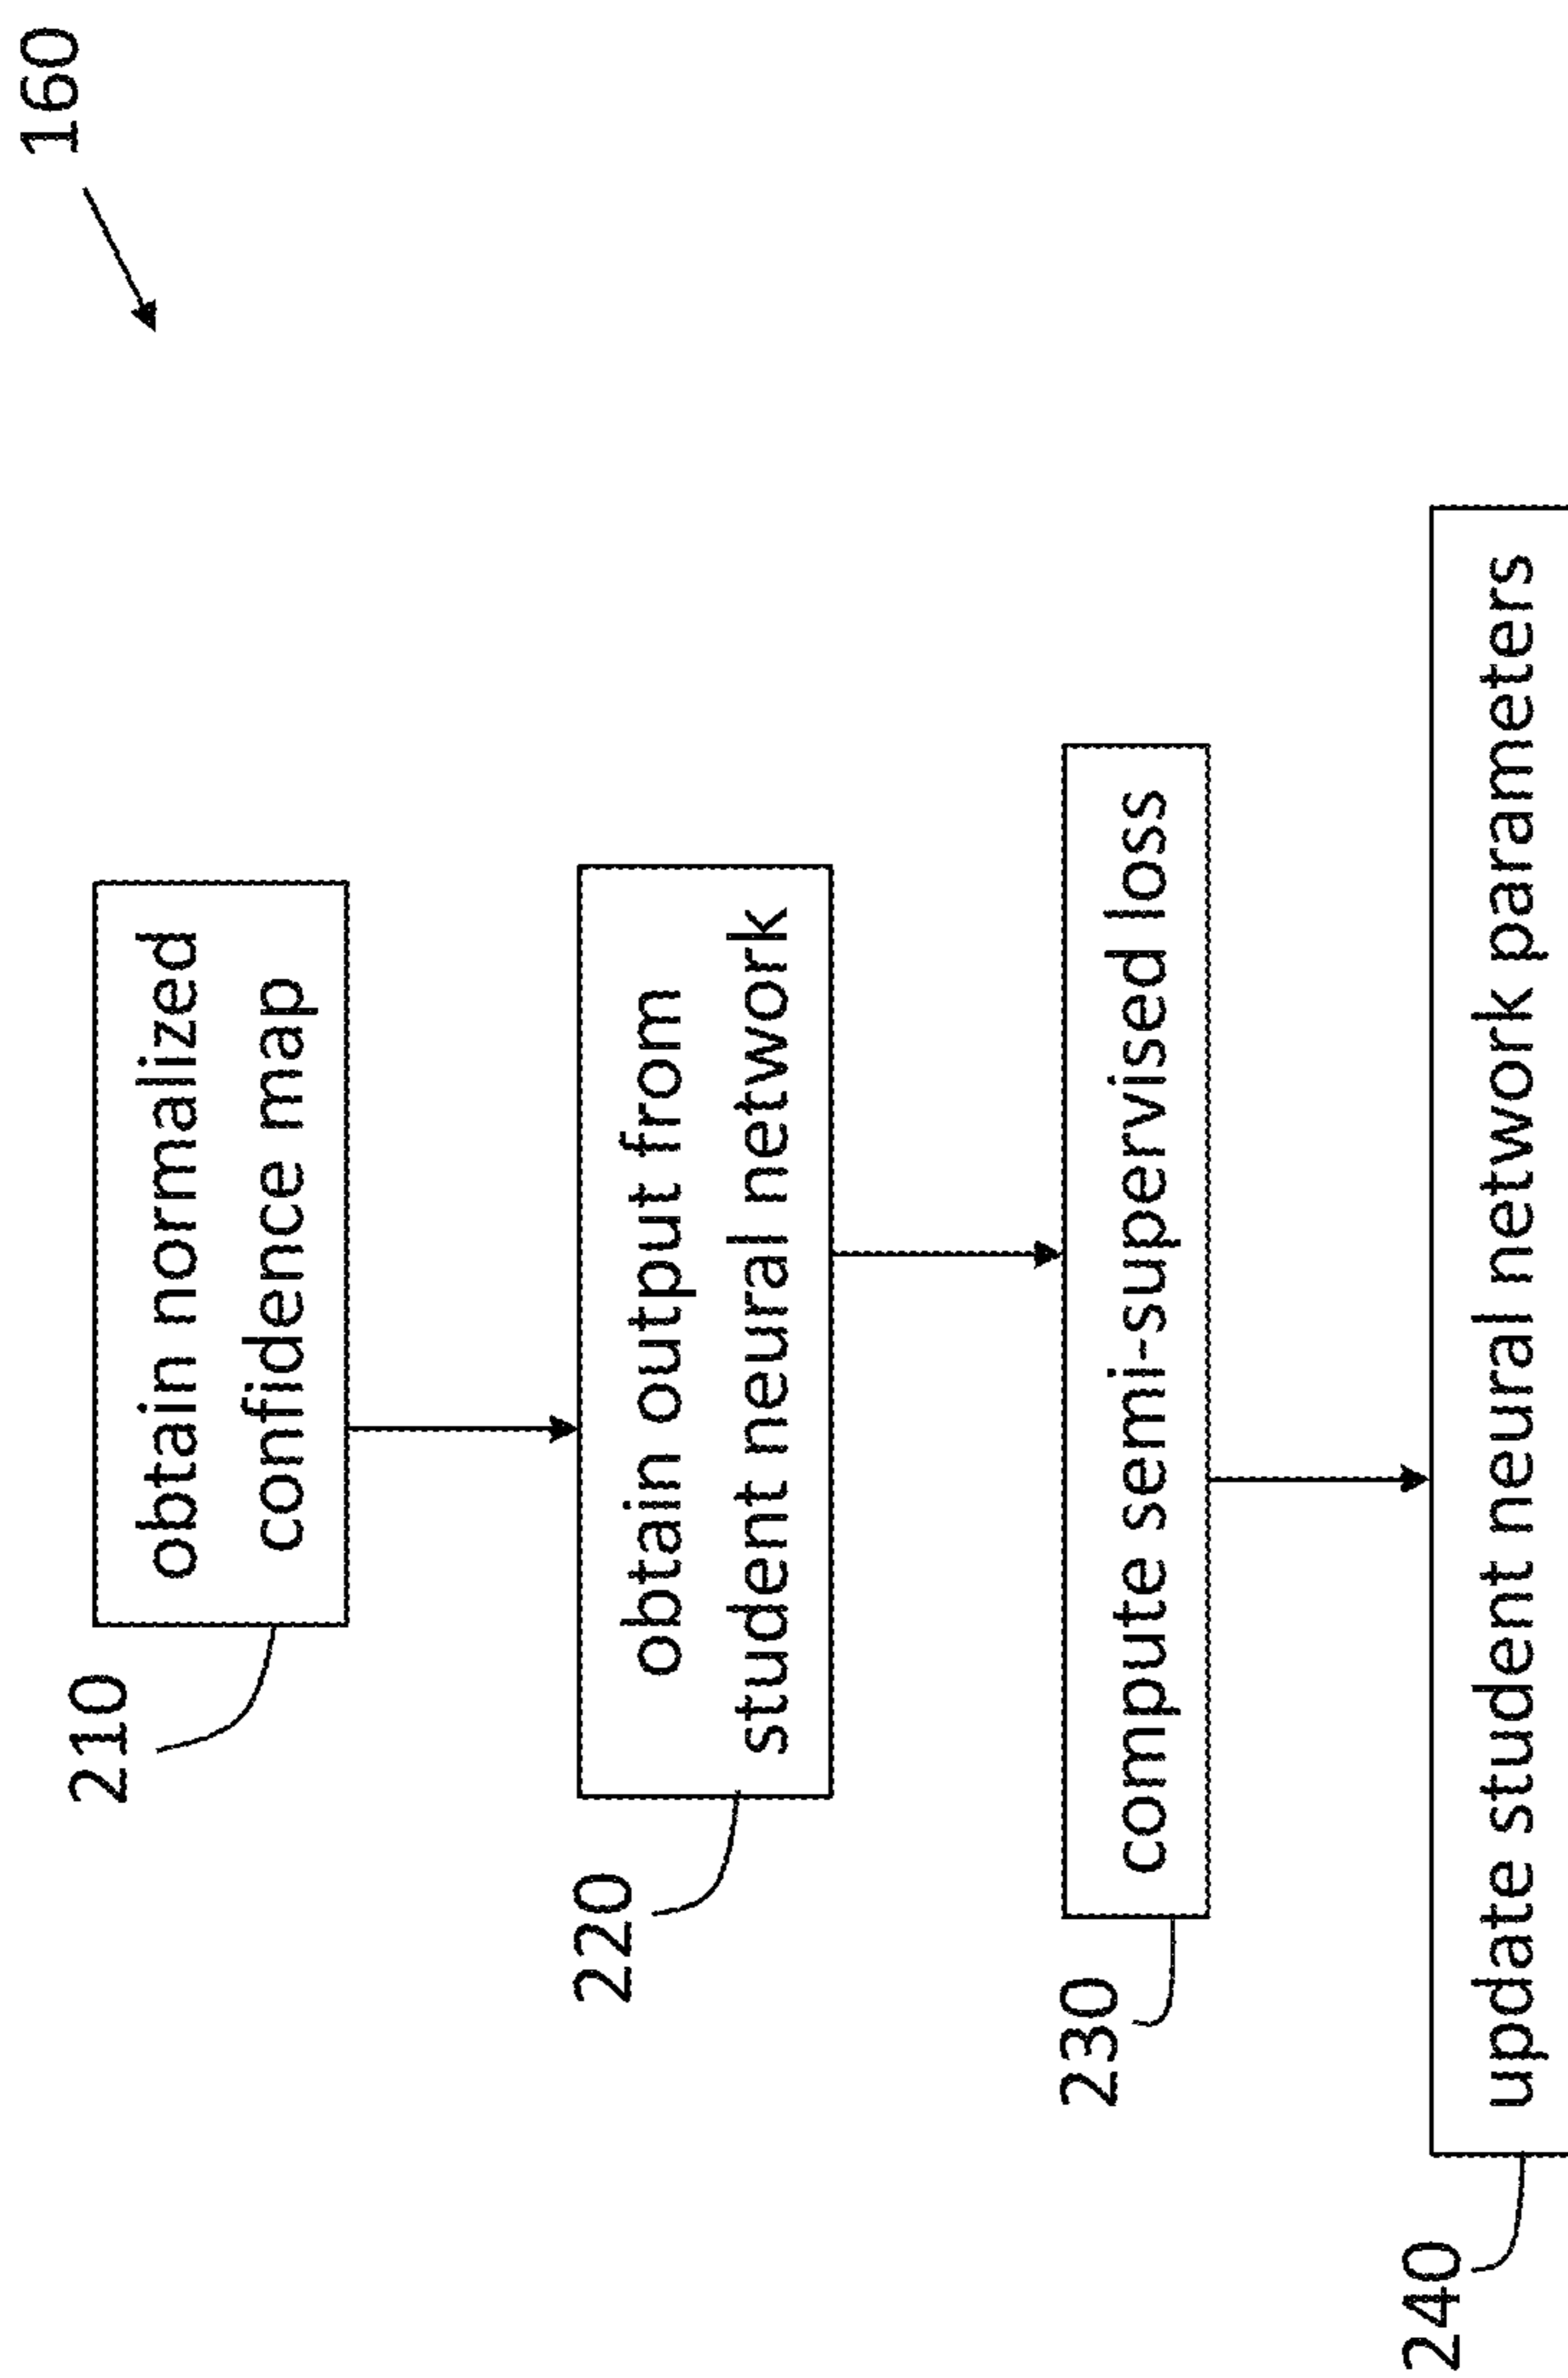 160
210
obtain normalized
confidence map
220
obtain output from
student neural network
230
compute semi-supervised loss
240
update student neural network parameters